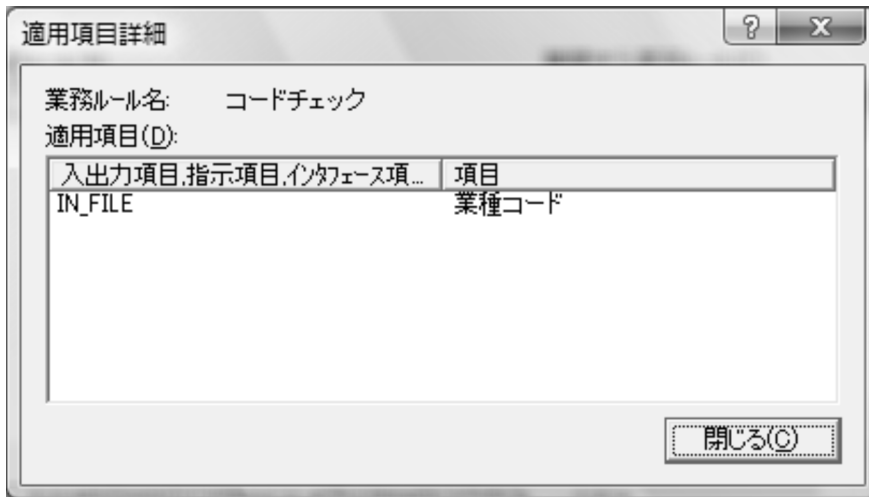 適用項目詳細
業務ルール名: コードチェック
適用項目(D):
入出力項目,指示項目,インタフェース項... 項目
IN_FILE 業種コード
閉じる(C)